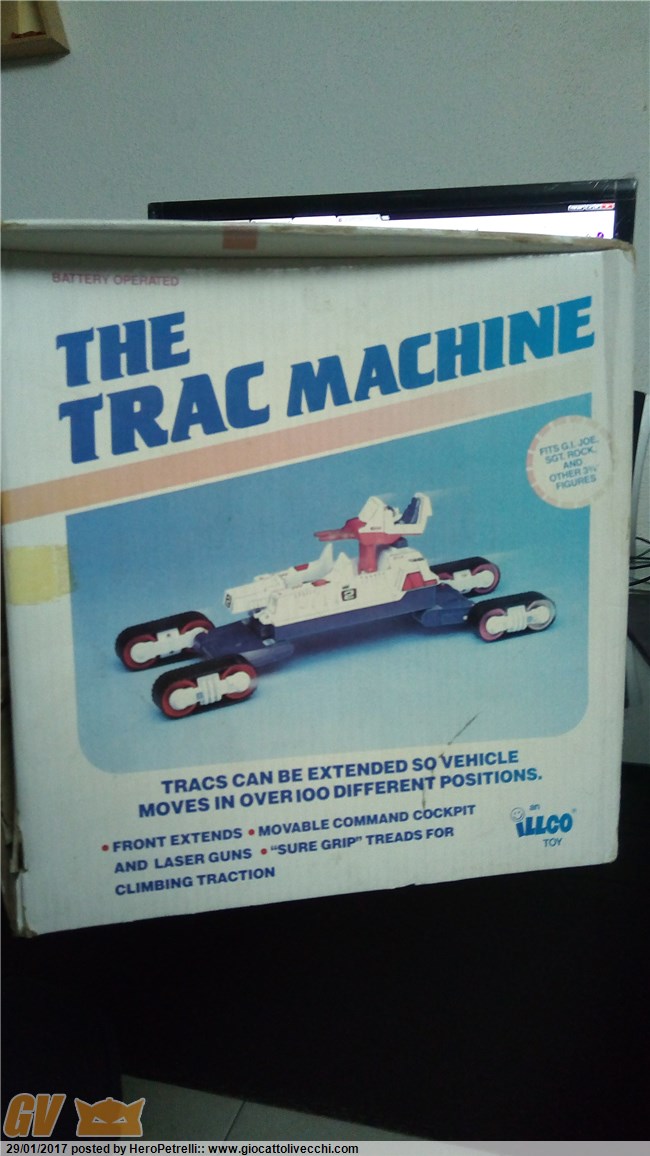 BATTERY OPERATED
THE
TRAC MACHINE
FITS G.I. JOE,
SGT. ROCK,
AND
OTHER 3¾
FIGURES
2
TRACS CAN BE EXTENDED SO VEHICLE
MOVES IN OVER 100 DIFFERENT POSITIONS.
• FRONT EXTENDS • MOVABLE COMMAND COCKPIT
AND LASER GUNS • "SURE GRIP" TREADS FOR
CLIMBING TRACTION
an
ILLCO
TOY
GV
29/01/2017 posted by HeroPetrelli:: www.giocattolivecchi.com